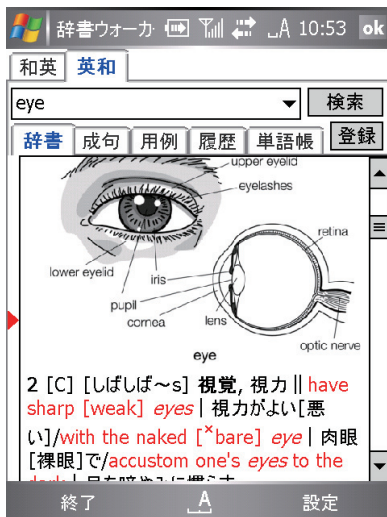 辞書ウォーカ A 10:53 ok
和英 英和
eye 検索
辞書 成句 用例 履歴 単語帳 登録
upper eyelid
eyelashes
retina
lower eyelid
iris
pupil
cornea
lens
optic nerve
eye
2 [C] [しばしば～s] 視覚, 視力 || have
sharp [weak] eyes | 視力がよい[悪
い]/with the naked [×bare] eye | 肉眼
[裸眼]で/accustom one's eyes to the
終了 A 設定